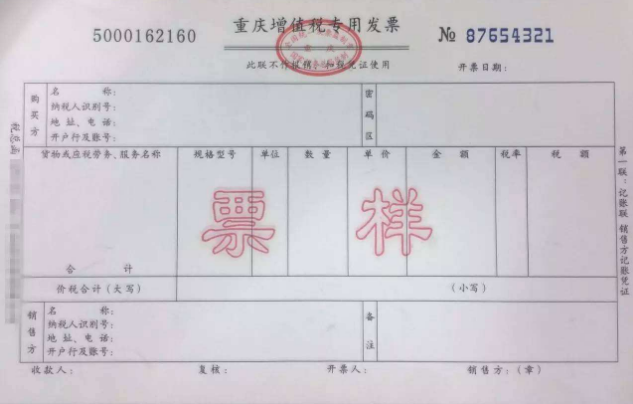 5000162160
重庆增值税专用发票
№ 87654321
此联不作报销、扣税凭证使用
开票日期:
购买方
名 称:
纳税人识别号:
地 址、电 话:
开户行及账号:
密码区
货物或应税劳务、服务名称 规格型号 单位 数 量 单 价 金 额 税率 税 额
票样
合 计
价税合计(大写) (小写)
销售方
名 称:
纳税人识别号:
地 址、电 话:
开户行及账号:
备注
收款人: 复核: 开票人: 销售方:(章)
税总函
第一联:记账联 销售方记账凭证